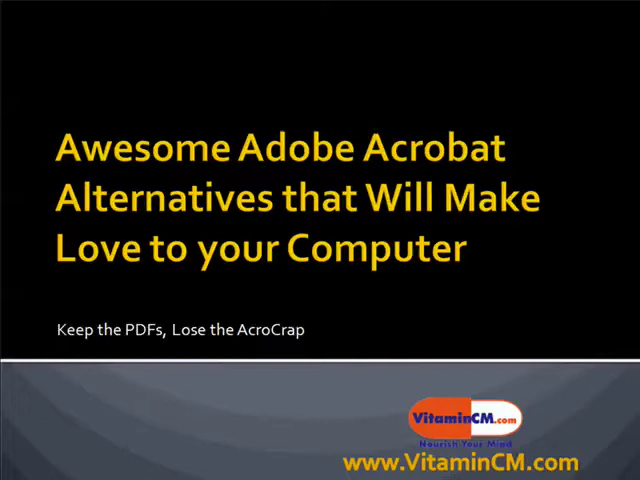 Awesome Adobe Acrobat
Alternatives that Will Make
Love to your Computer
Keep the PDFs, Lose the AcroCrap
VitaminCM.com
Nourish Your Mind
www.VitaminCM.com